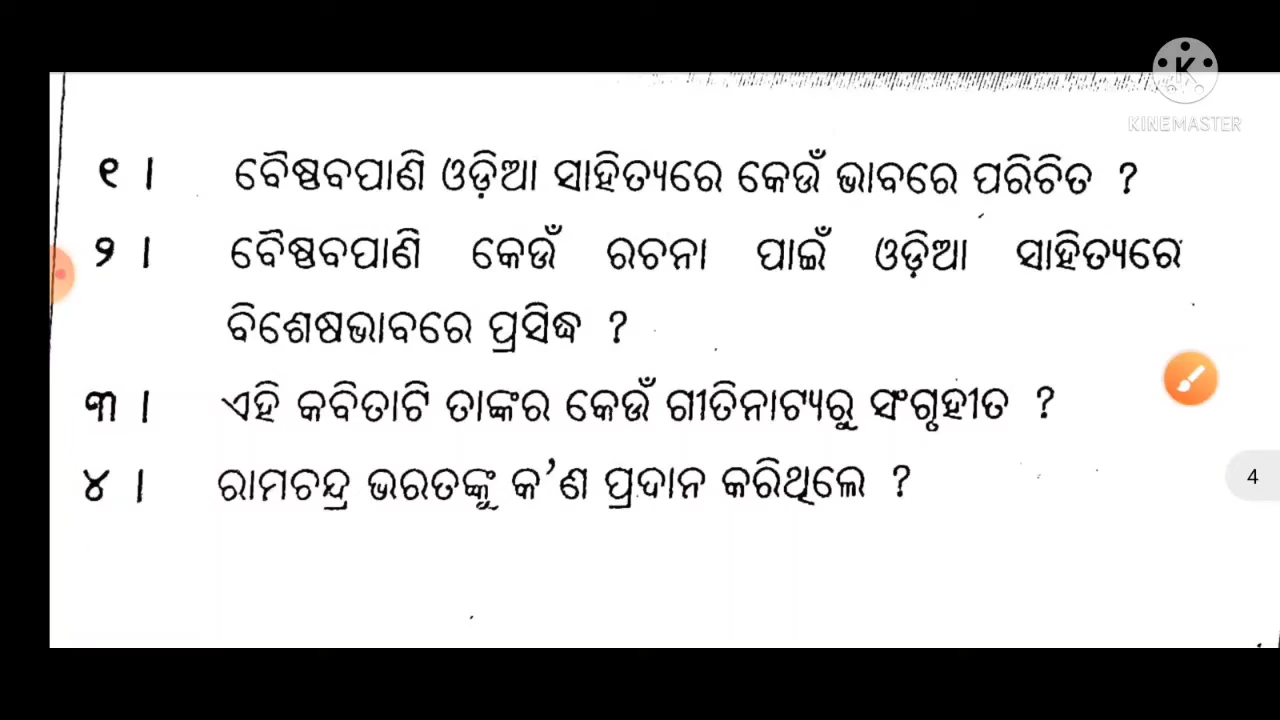 KINEMASTER
୧ । ବୈଷ୍ଣବପାଣି ଓଡ଼ିଆ ସାହିତ୍ୟରେ କେଉଁ ଭାବରେ ପରିଚିତ ?
୨ । ବୈଷ୍ଣବପାଣି କେଉଁ ରଚନା ପାଇଁ ଓଡ଼ିଆ ସାହିତ୍ୟରେ
ବିଶେଷଭାବରେ ପ୍ରସିଦ୍ଧ ?
୩ । ଏହି କବିତାଟି ତାଙ୍କର କେଉଁ ଗୀତିନାଟ୍ୟରୁ ସଂଗୃହୀତ ?
୪ । ରାମଚନ୍ଦ୍ର ଭରତଙ୍କୁ କ'ଣ ପ୍ରଦାନ କରିଥିଲେ ?
4